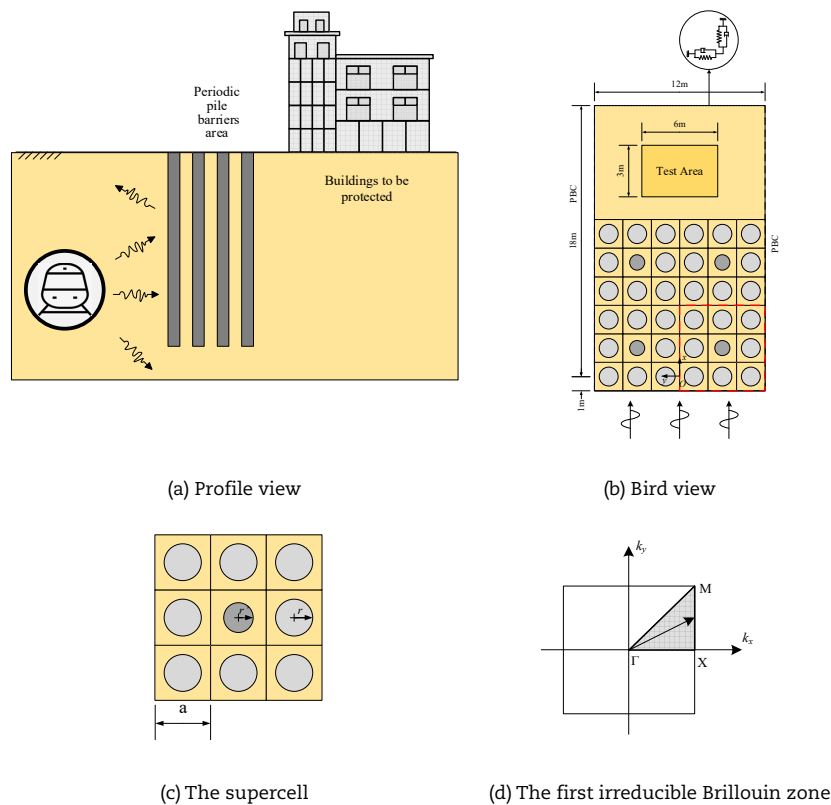 Periodic
pile
barriers
area
Buildings to be
protected
12m
6m
3m
Test Area
PBC
18m
PBC
x
y
O
1m
(a) Profile view
(b) Bird view
r
r
a
k_y
M
k_x
Γ
X
(c) The supercell
(d) The first irreducible Brillouin zone